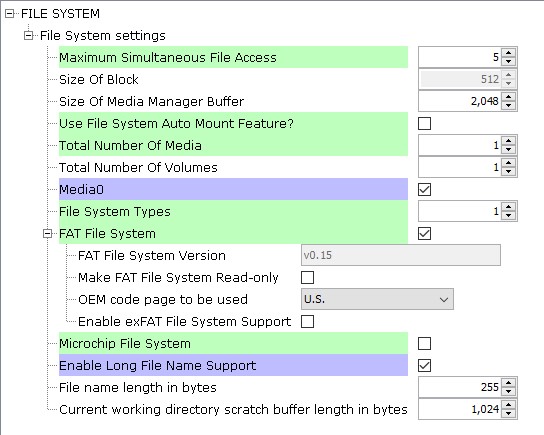 FILE SYSTEM
File System settings
Maximum Simultaneous File Access 5
Size Of Block 512
Size Of Media Manager Buffer 2,048
Use File System Auto Mount Feature?
Total Number Of Media 1
Total Number Of Volumes 1
Media0
File System Types 1
FAT File System
FAT File System Version v0.15
Make FAT File System Read-only
OEM code page to be used U.S.
Enable exFAT File System Support
Microchip File System
Enable Long File Name Support
File name length in bytes 255
Current working directory scratch buffer length in bytes 1,024